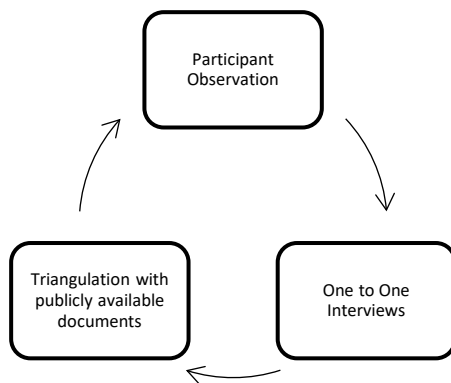 Participant
Observation
One to One
Interviews
Triangulation with
publicly available
documents